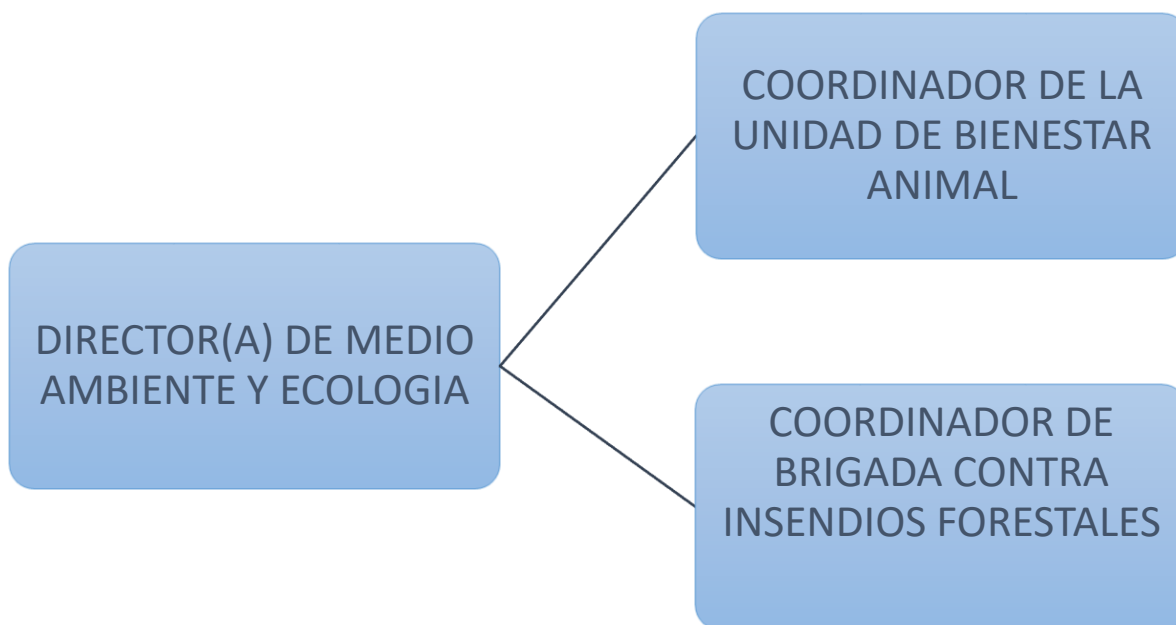 COORDINADOR DE LA
UNIDAD DE BIENESTAR
ANIMAL
DIRECTOR(A) DE MEDIO
AMBIENTE Y ECOLOGIA
COORDINADOR DE
BRIGADA CONTRA
INSENDIOS FORESTALES